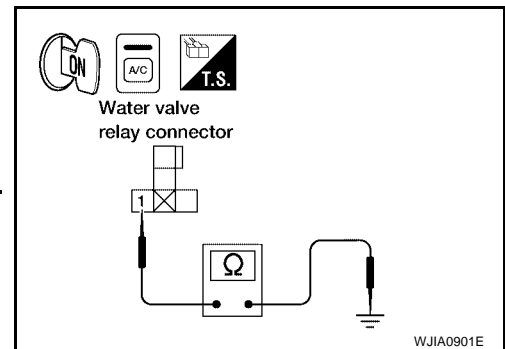 ON
A/C
T.S.
Water valve
relay connector
1
Ω
WJIA0901E